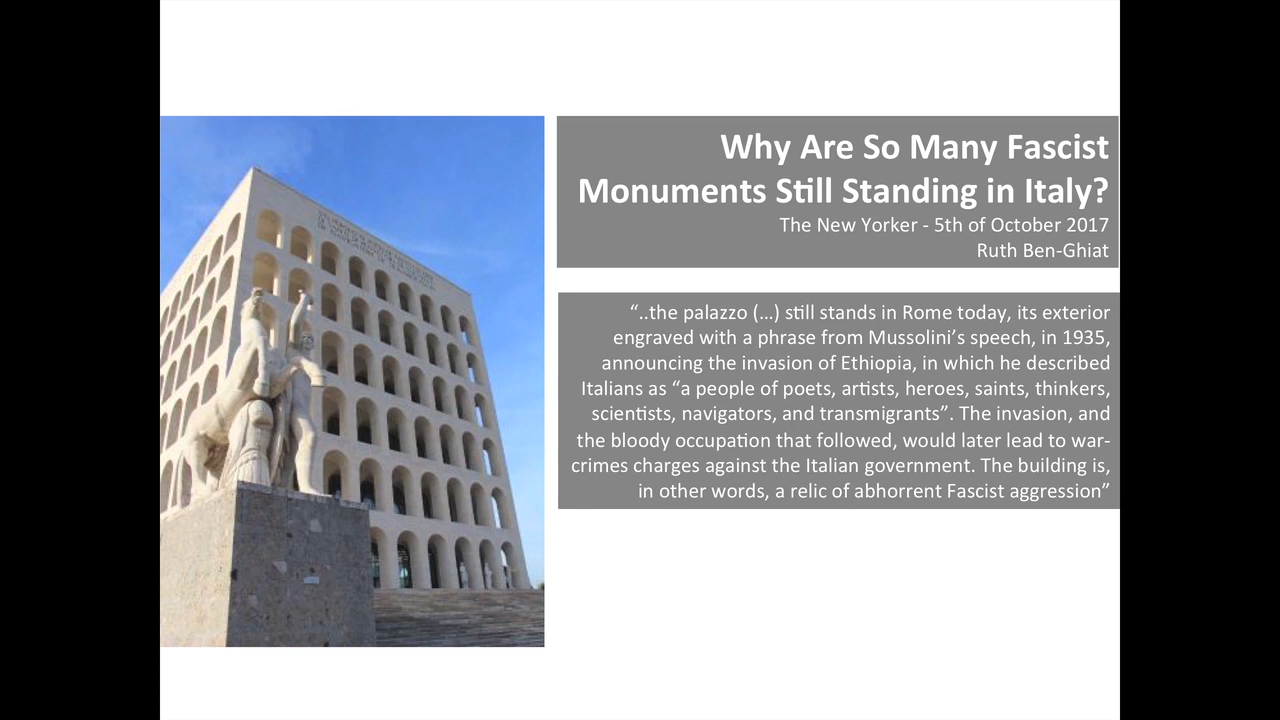 Why Are So Many Fascist
Monuments Still Standing in Italy?
The New Yorker - 5th of October 2017
Ruth Ben-Ghiat
“..the palazzo (…) still stands in Rome today, its exterior
engraved with a phrase from Mussolini’s speech, in 1935,
announcing the invasion of Ethiopia, in which he described
Italians as “a people of poets, artists, heroes, saints, thinkers,
scientists, navigators, and transmigrants”. The invasion, and
the bloody occupation that followed, would later lead to war-
crimes charges against the Italian government. The building is,
in other words, a relic of abhorrent Fascist aggression”